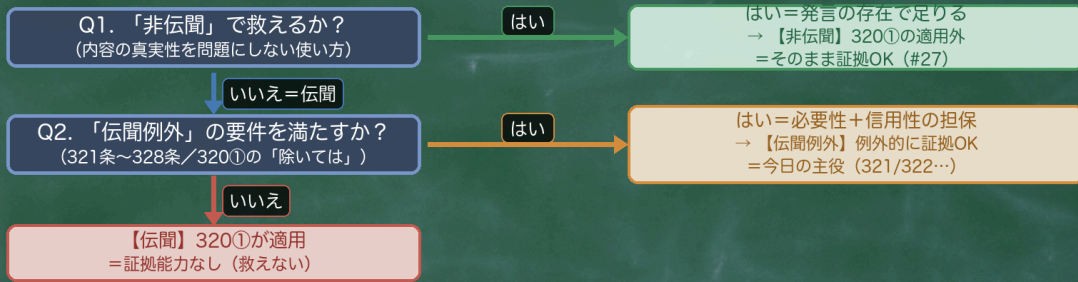 Q1. 「非伝聞」で救えるか？
（内容の真実性を問題にしない使い方）
はい
はい＝発言の存在で足りる
→ 【非伝聞】320①の適用外
＝そのまま証拠OK（#27）
いいえ＝伝聞
Q2. 「伝聞例外」の要件を満たすか？
（321条〜328条／320①の「除いては」）
はい
はい＝必要性＋信用性の担保
→ 【伝聞例外】例外的に証拠OK
＝今日の主役（321/322…）
いいえ
【伝聞】320①が適用
＝証拠能力なし（救えない）